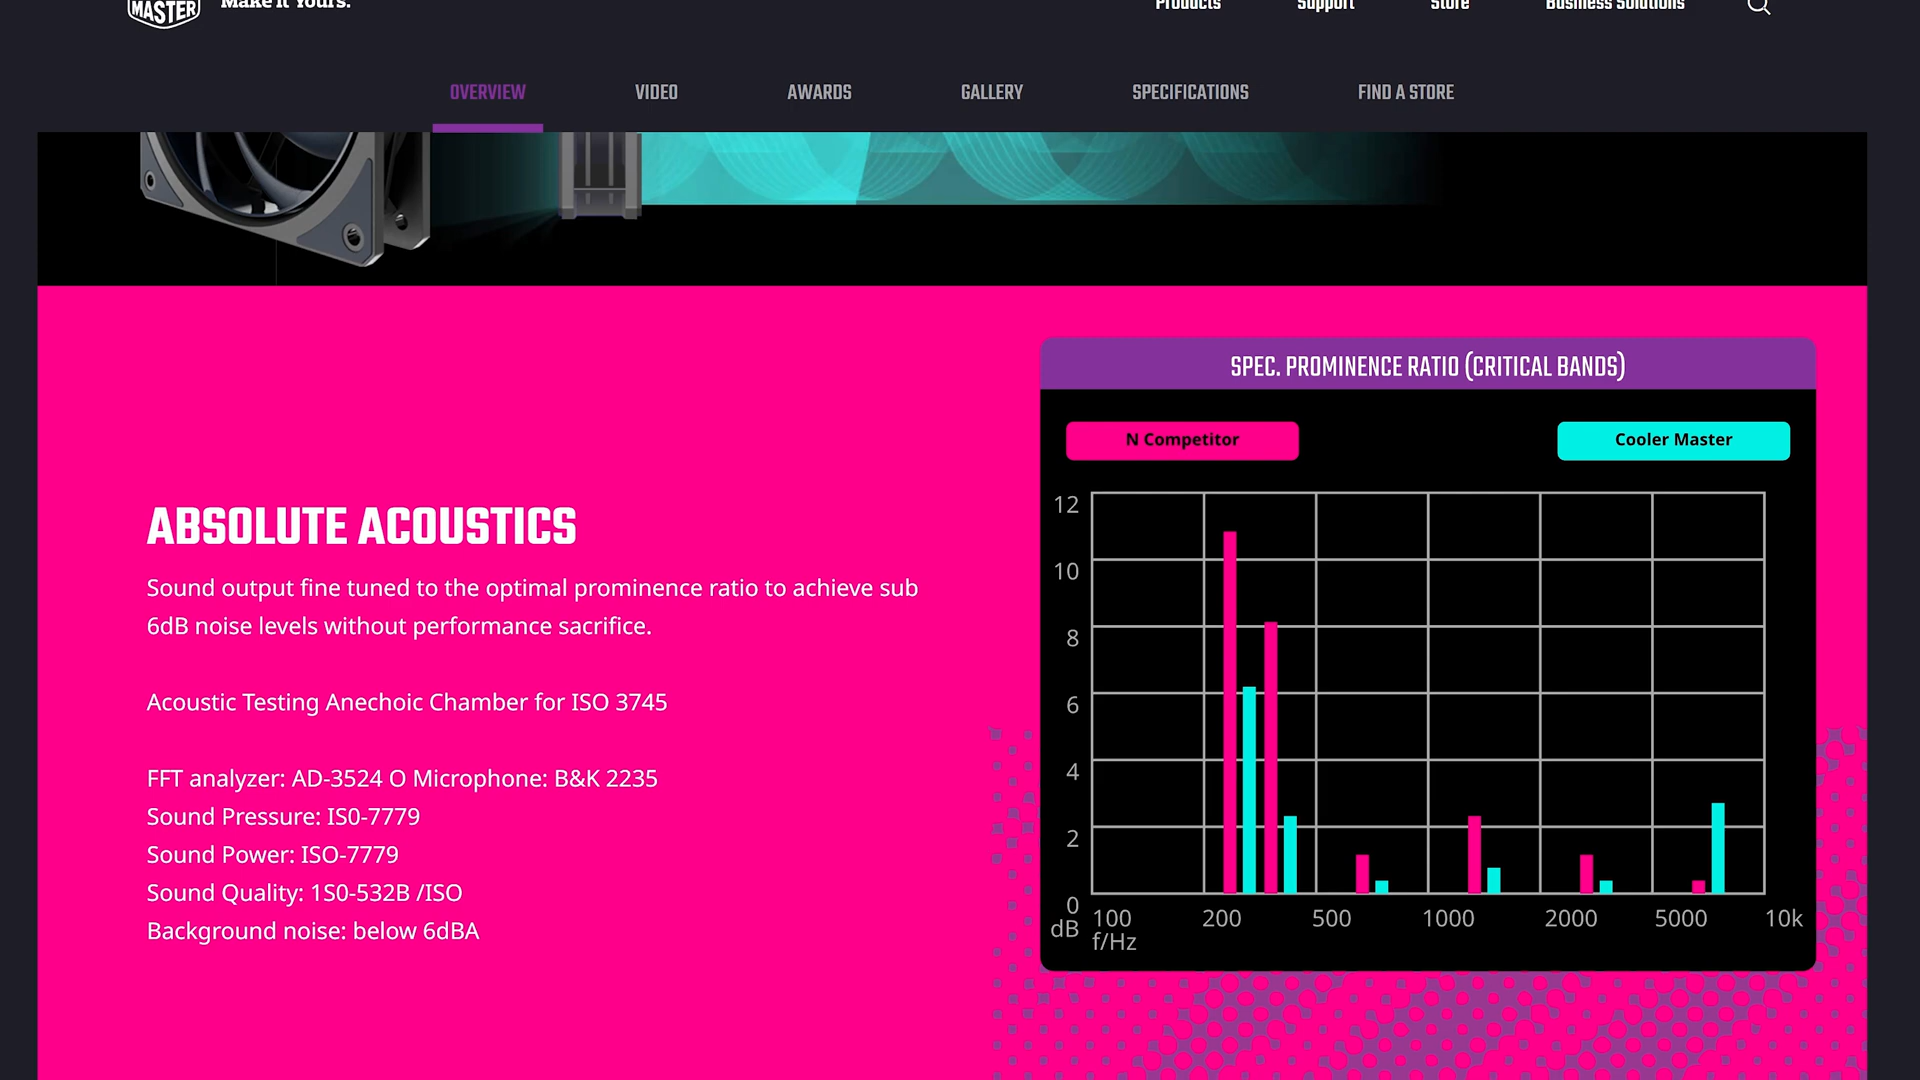 MASTER
Make It Yours.
Products
Support
Store
Business Solutions
OVERVIEW
VIDEO
AWARDS
GALLERY
SPECIFICATIONS
FIND A STORE
ABSOLUTE ACOUSTICS
Sound output fine tuned to the optimal prominence ratio to achieve sub
6dB noise levels without performance sacrifice.
Acoustic Testing Anechoic Chamber for ISO 3745
FFT analyzer: AD-3524 O Microphone: B&K 2235
Sound Pressure: IS0-7779
Sound Power: ISO-7779
Sound Quality: 1S0-532B /ISO
Background noise: below 6dBA
SPEC. PROMINENCE RATIO (CRITICAL BANDS)
N Competitor
Cooler Master
12
10
8
6
4
2
0
dB
100
200
500
1000
2000
5000
10k
f/Hz